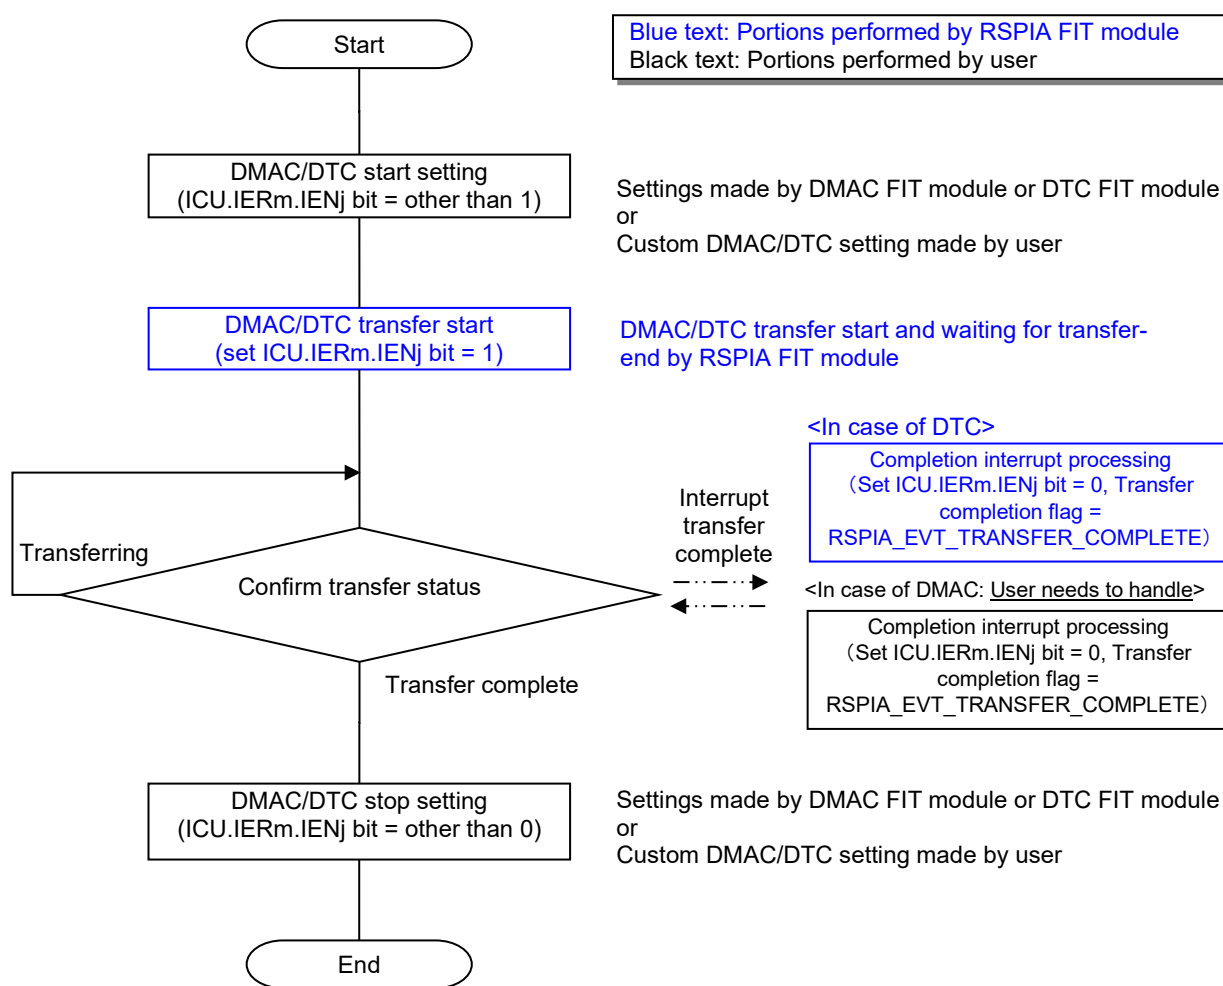 Start
Blue text: Portions performed by RSPIA FIT module
Black text: Portions performed by user
DMAC/DTC start setting
(ICU.IERm.IENj bit = other than 1)
Settings made by DMAC FIT module or DTC FIT module
or
Custom DMAC/DTC setting made by user
DMAC/DTC transfer start
(set ICU.IERm.IENj bit = 1)
DMAC/DTC transfer start and waiting for transfer-
end by RSPIA FIT module
<In case of DTC>
Completion interrupt processing
(Set ICU.IERm.IENj bit = 0, Transfer
completion flag =
RSPIA_EVT_TRANSFER_COMPLETE)
Interrupt
transfer
complete
Transferring
Confirm transfer status
<In case of DMAC: User needs to handle>
Completion interrupt processing
(Set ICU.IERm.IENj bit = 0, Transfer
completion flag =
RSPIA_EVT_TRANSFER_COMPLETE)
Transfer complete
DMAC/DTC stop setting
(ICU.IERm.IENj bit = other than 0)
Settings made by DMAC FIT module or DTC FIT module
or
Custom DMAC/DTC setting made by user
End